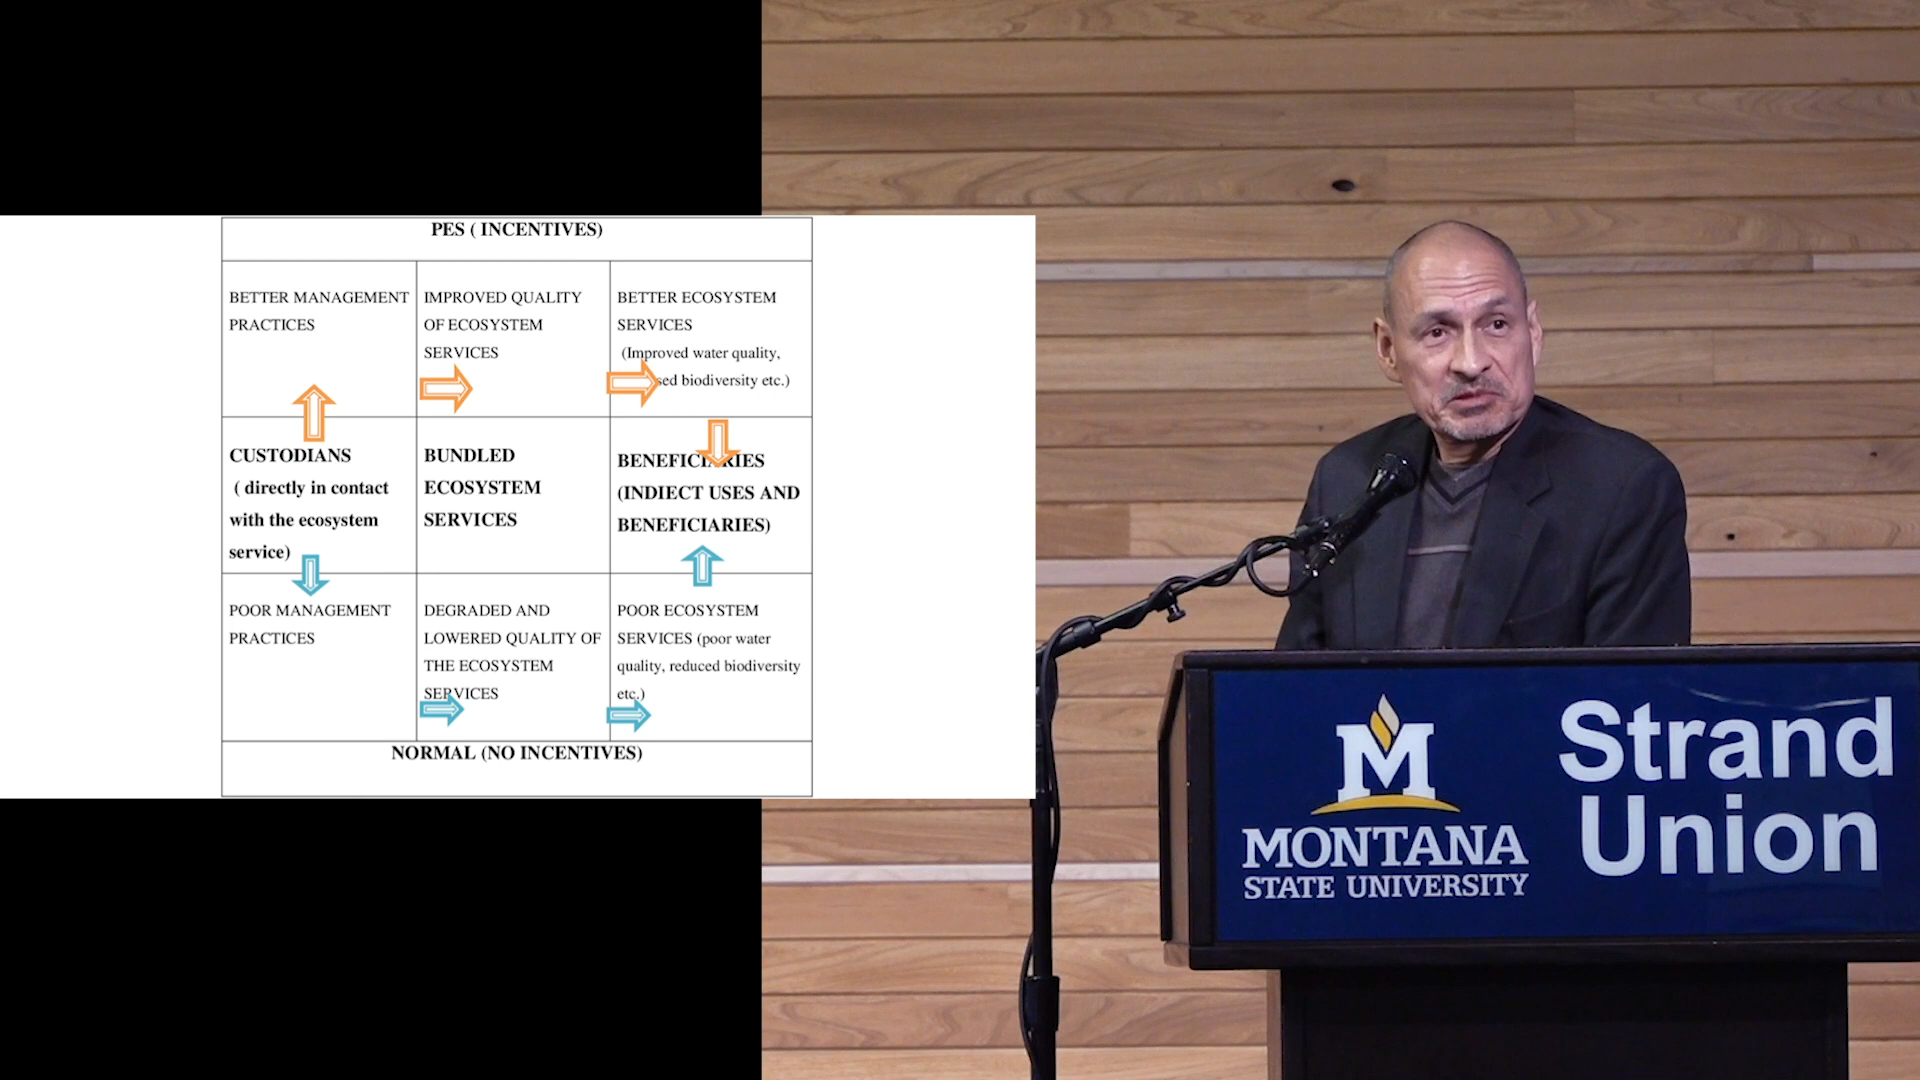 PES ( INCENTIVES)
BETTER MANAGEMENT
PRACTICES
IMPROVED QUALITY
OF ECOSYSTEM
SERVICES
BETTER ECOSYSTEM
SERVICES
(Improved water quality,
biodiversity etc.)
CUSTODIANS
( directly in contact
with the ecosystem
service)
BUNDLED
ECOSYSTEM
SERVICES
BENEFICIARIES
(INDIECT USES AND
BENEFICIARIES)
POOR MANAGEMENT
PRACTICES
DEGRADED AND
LOWERED QUALITY OF
THE ECOSYSTEM
SERVICES
POOR ECOSYSTEM
SERVICES (poor water
quality, reduced biodiversity
etc.)
NORMAL (NO INCENTIVES)
M
MONTANA
STATE UNIVERSITY
Strand
Union